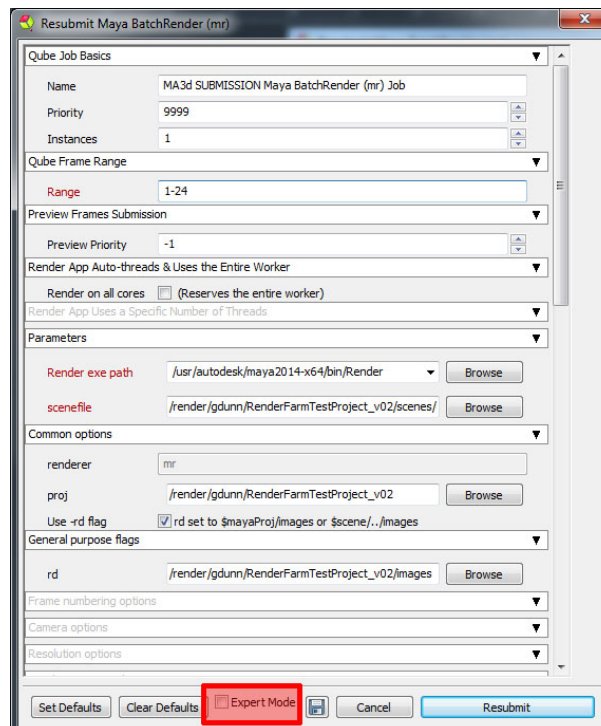 Resubmit Maya BatchRender (mr)
Qube Job Basics
Name MA3d SUBMISSION Maya BatchRender (mr) Job
Priority 9999
Instances 1
Qube Frame Range
Range 1-24
Preview Frames Submission
Preview Priority -1
Render App Auto-threads & Uses the Entire Worker
Render on all cores (Reserves the entire worker)
Render App Uses a Specific Number of Threads
Parameters
Render exe path /usr/autodesk/maya2014-x64/bin/Render Browse
scenefile /render/gdunn/RenderFarmTestProject_v02/scenes/ Browse
Common options
renderer mr
proj /render/gdunn/RenderFarmTestProject_v02 Browse
Use -rd flag rd set to $mayaProj/images or $scene/../images
General purpose flags
rd /render/gdunn/RenderFarmTestProject_v02/images Browse
Frame numbering options
Camera options
Resolution options
Set Defaults Clear Defaults Expert Mode Cancel Resubmit